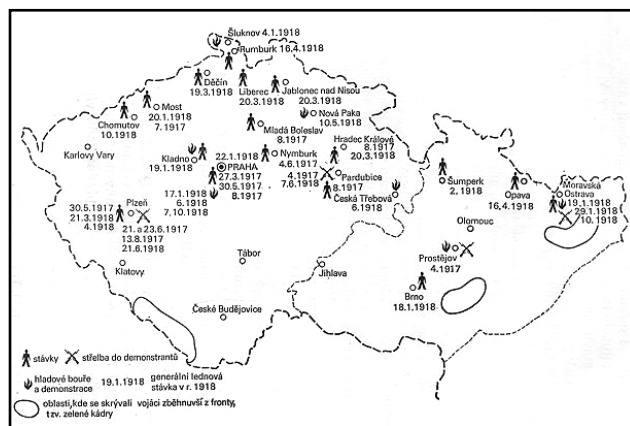 Šluknov 4.1.1918
Rumburk 16.4.1918
Děčín
19.3.1918
Liberec
20.3.1918
Jablonec nad Nisou
20.3.1918
Most
20.1.1918
7.1917
Chomutov
10.1918
Nová Paka
10.5.1918
Mladá Boleslav
8.1917
Hradec Králové
8.1917
20.3.1918
Karlovy Vary
Kladno
19.1.1918
22.1.1918
PRAHA
27.3.1917
30.5.1917
8.1917
17.1.1918
6.1918
7,10.1918
Nymburk
4.6.1917
4.1917
7.6.1918
Pardubice
8.1917
Česká Třebová
6.1918
Šumperk
2.1918
Opava
16.4.1918
Moravská
Ostrava
19.1.1918
29.1.1918
10.1918
30.5.1917
21.3.1918
4.1918
Plzeň
21. a 23.6.1917
13.8.1917
21.6.1918
Klatovy
Tábor
Jihlava
Olomouc
Prostějov
4.1917
Brno
18.1.1918
České Budějovice
stávky
střelba do demonstrantů
hladové bouře
a demonstrace
19.1.1918
generální lednová
stávka v r. 1918
oblasti, kde se skrývali vojáci zběhnuvší z fronty,
tzv. zelené kádry